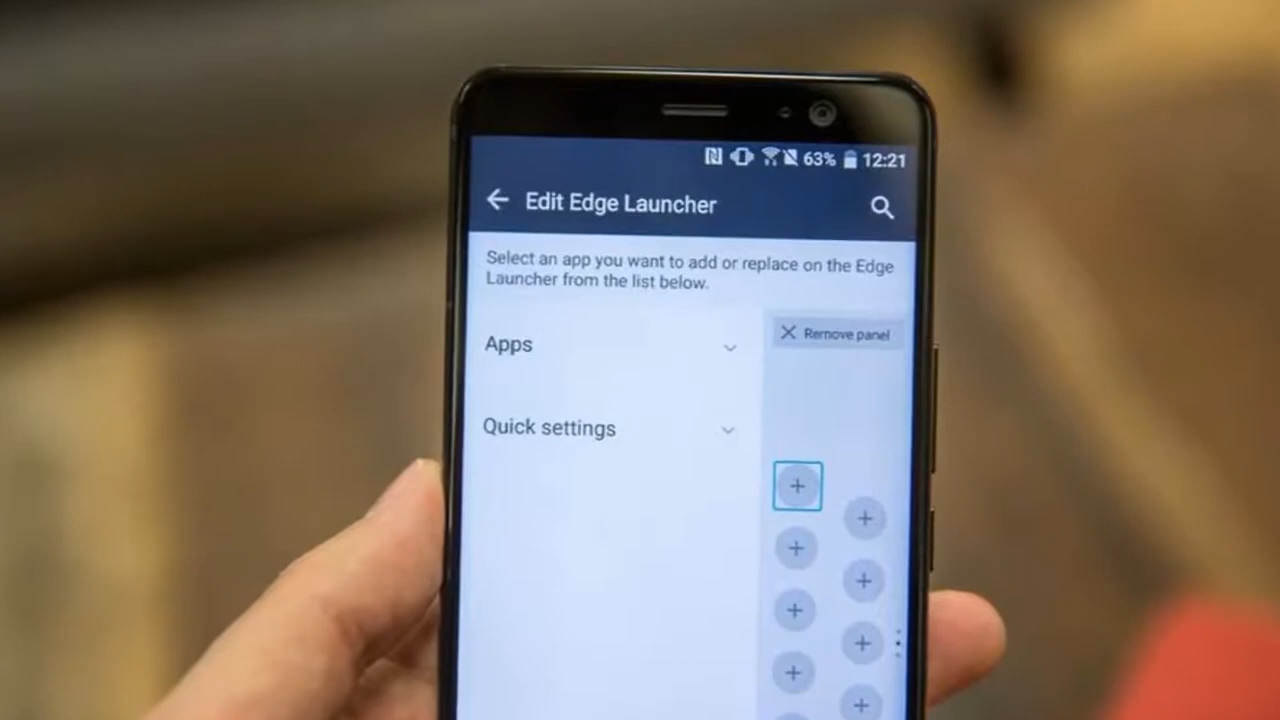 63% 12:21
Edit Edge Launcher
Select an app you want to add or replace on the Edge
Launcher from the list below.
Remove panel
Apps
Quick settings